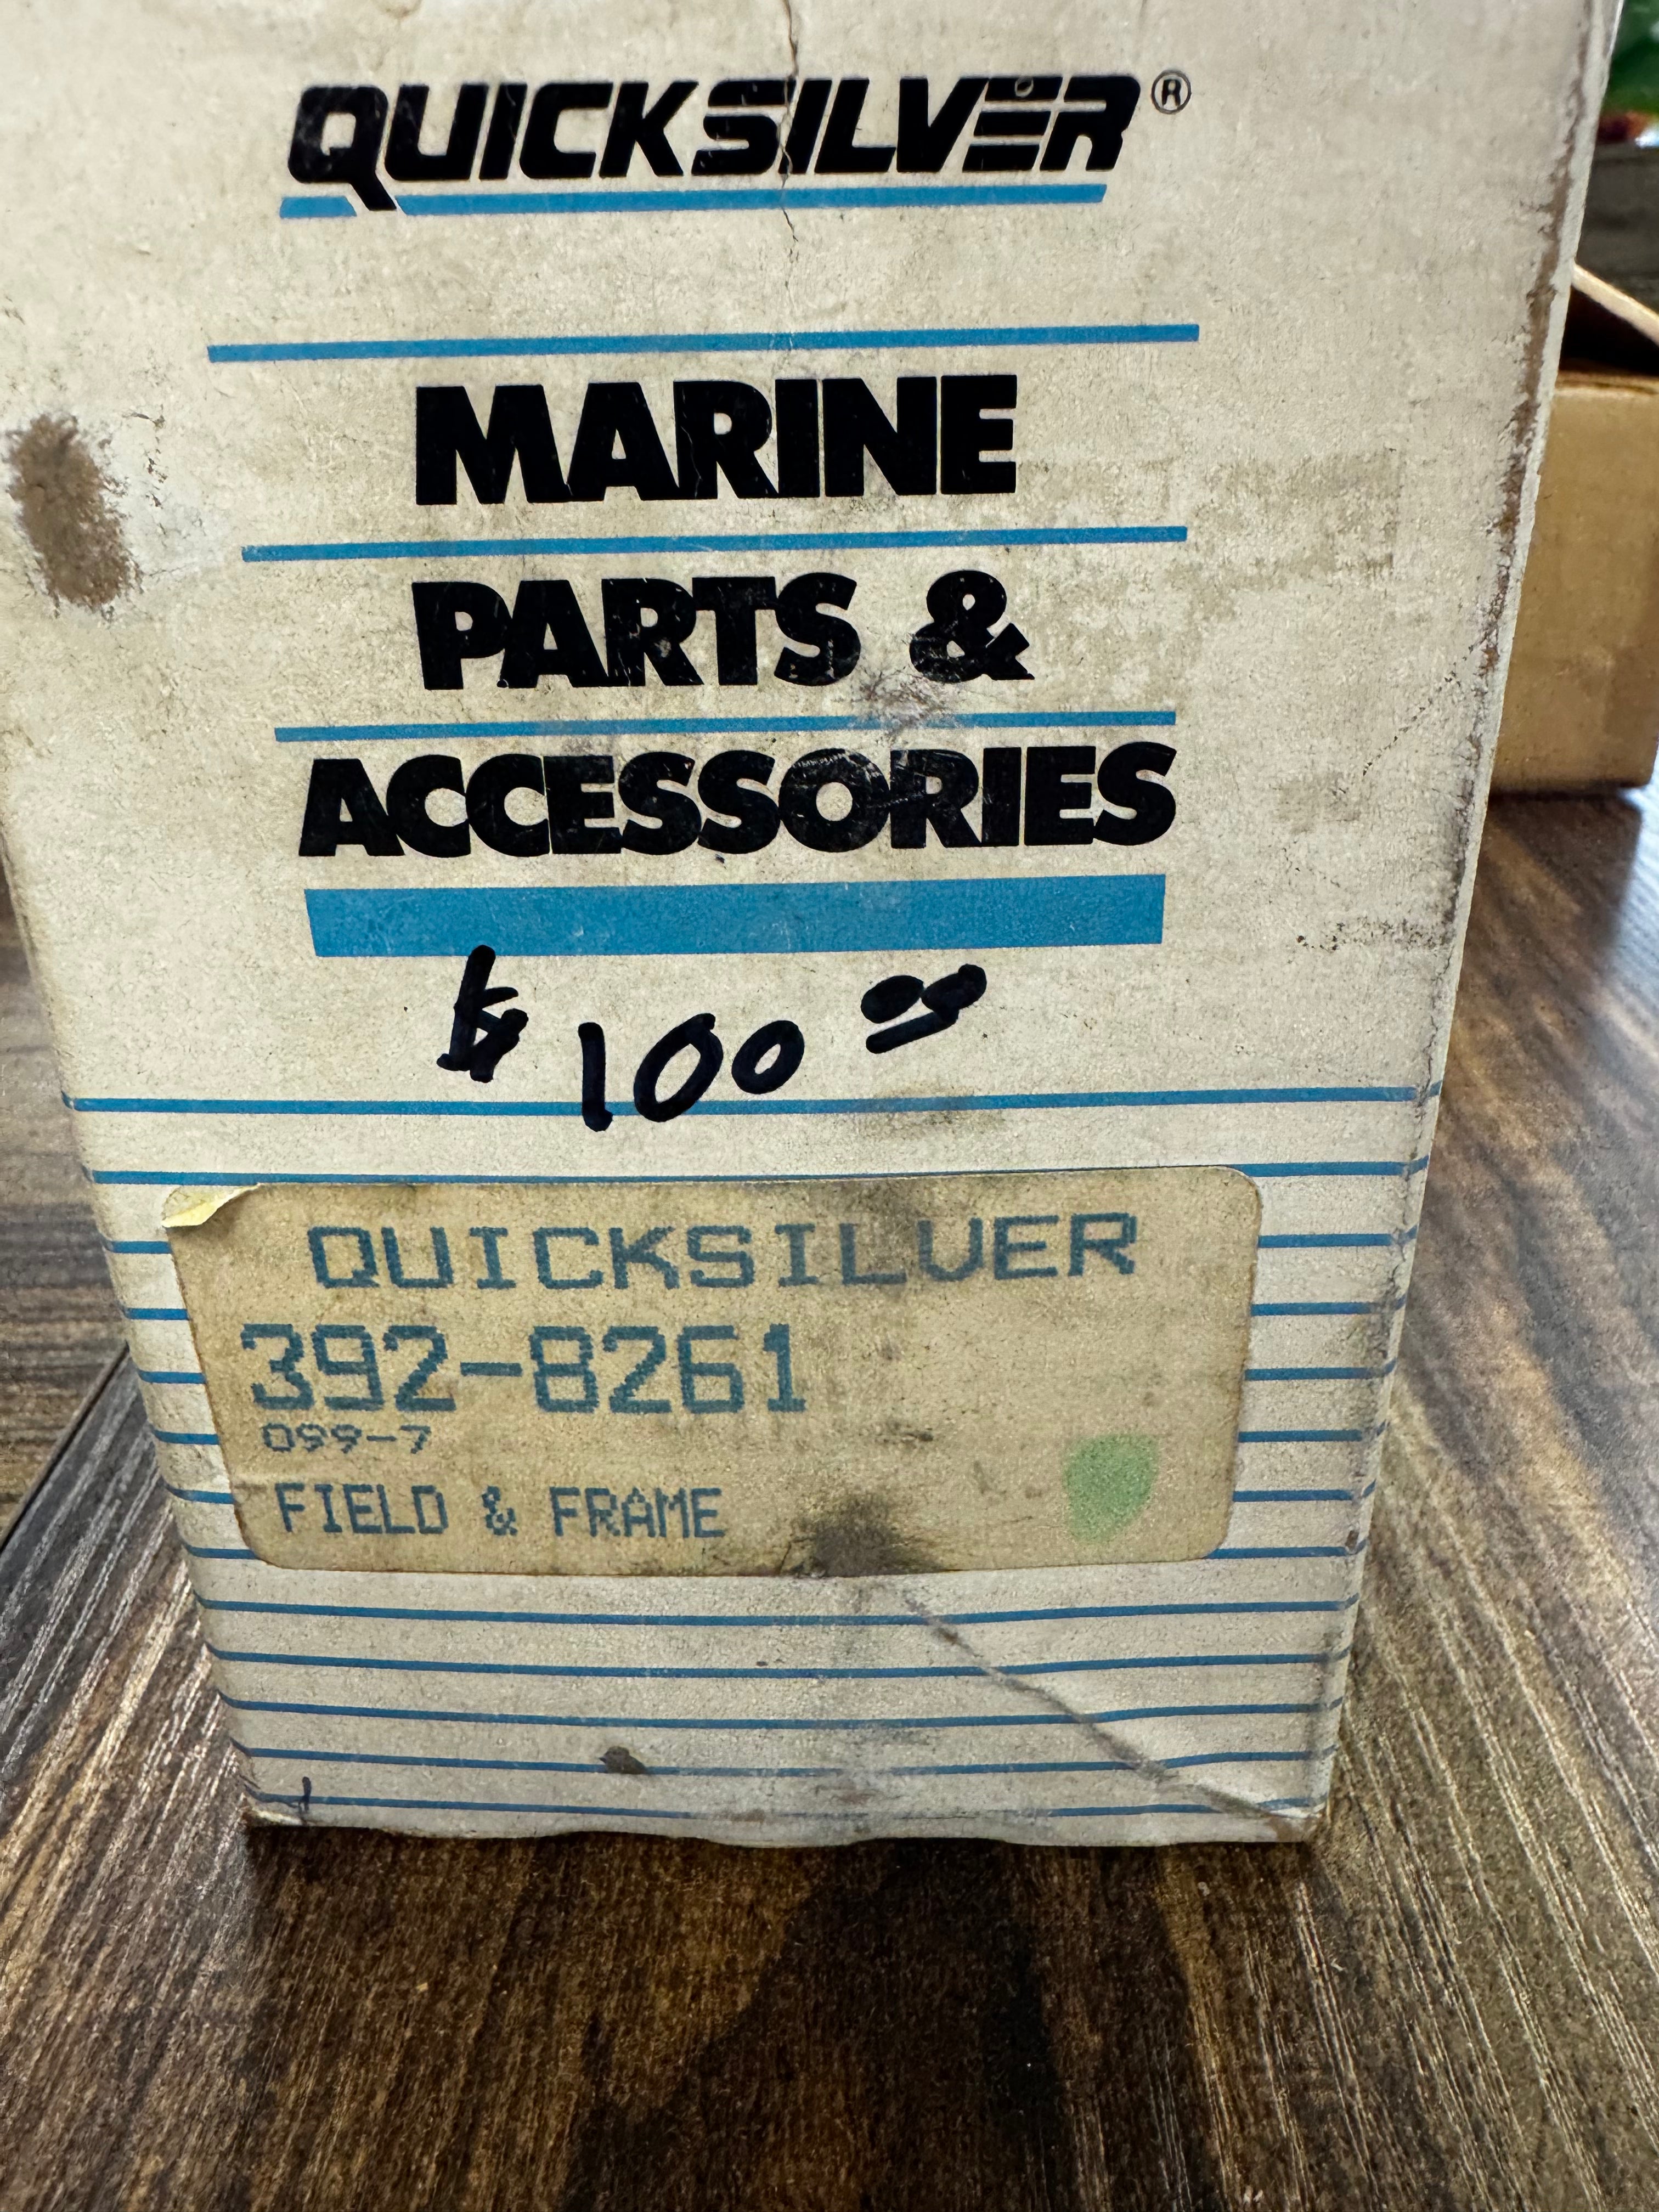 QUICKSILVER®
MARINE
PARTS &
ACCESSORIES
$100.00
QUICKSILVER
392-8261
099-7
FIELD & FRAME